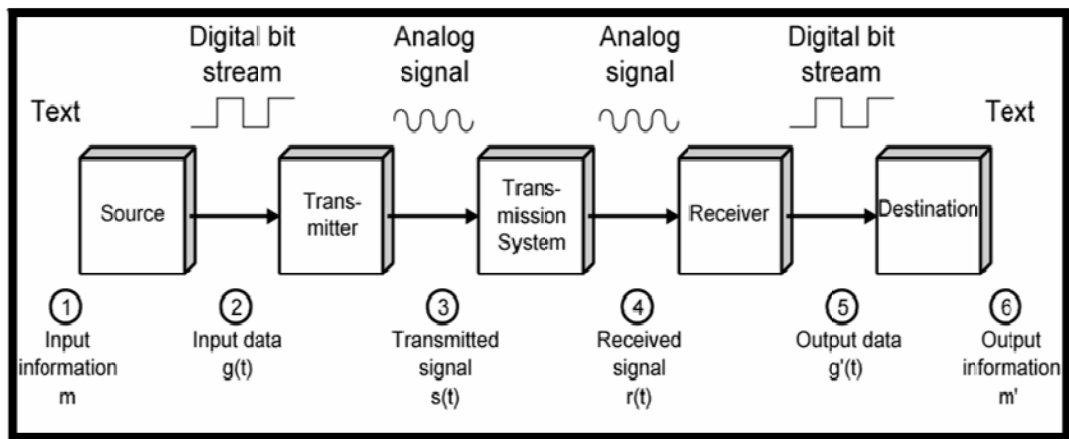 Digital bit
stream
Analog
signal
Analog
signal
Digital bit
stream
Text
Text
Source
Trans-
mitter
Trans-
mission
System
Receiver
Destination
1
Input
information
m
2
Input data
g(t)
3
Transmitted
signal
s(t)
4
Received
signal
r(t)
5
Output data
g'(t)
6
Output
information
m'